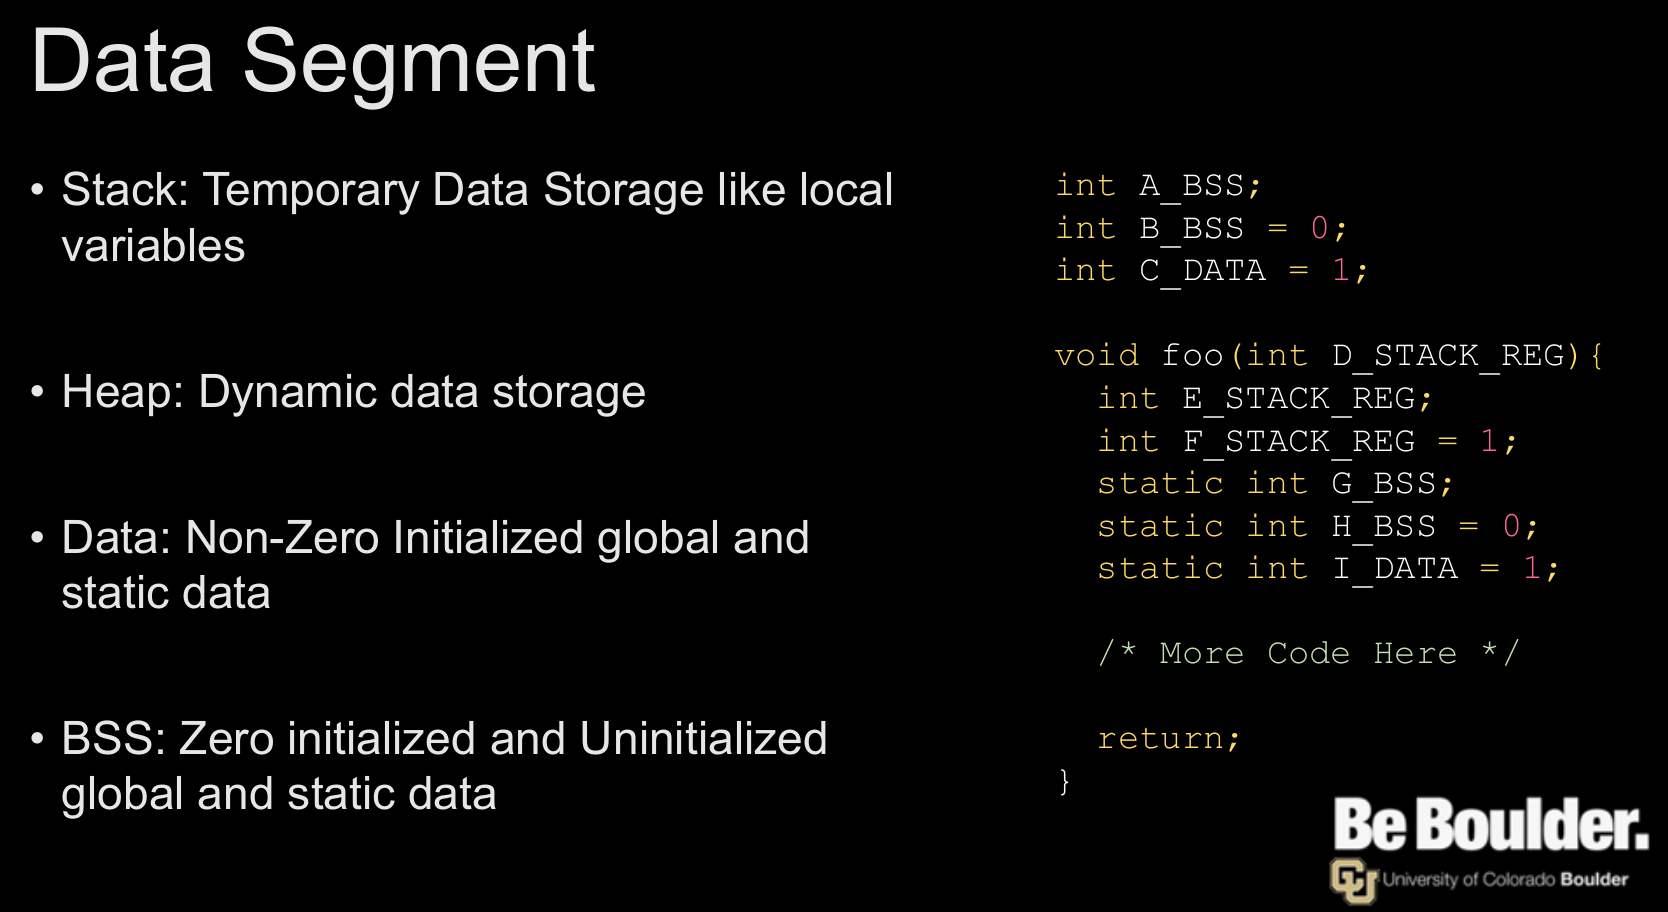 Data Segment
• Stack: Temporary Data Storage like local
variables
• Heap: Dynamic data storage
• Data: Non-Zero Initialized global and
static data
• BSS: Zero initialized and Uninitialized
global and static data
int A_BSS;
int B_BSS = 0;
int C_DATA = 1;
void foo(int D_STACK_REG){
  int E_STACK_REG;
  int F_STACK_REG = 1;
  static int G_BSS;
  static int H_BSS = 0;
  static int I_DATA = 1;
  /* More Code Here */
  return;
}
Be Boulder.
CU University of Colorado Boulder